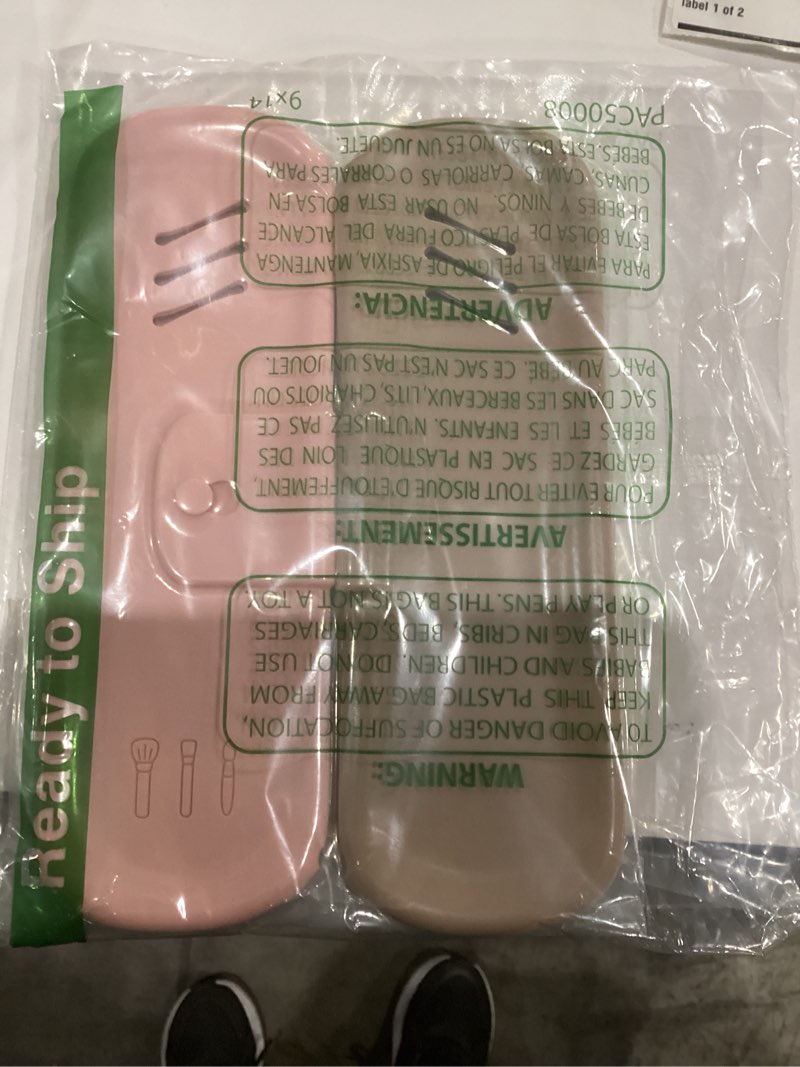 label 1 of 2
Ready to Ship
WARNING:
TO AVOID DANGER OF SUFFOCATION,
KEEP THIS PLASTIC BAG AWAY FROM
BABIES AND CHILDREN. DO NOT USE
THIS BAG IN CRIBS, BEDS, CARRIAGES
OR PLAY PENS. THIS BAG IS NOT A TOY.
AVERTISSEMENT:
POUR EVITER TOUT RISQUE D'ETOUFFEMENT,
GARDEZ CE SAC EN PLASTIQUE LOIN DES
BÉBÉS ET LES ENFANTS. N'UTILISEZ PAS CE
SAC DANS LES BERCEAUX, LITS, CHARIOTS OU
PARC AU BÉBÉ. CE SAC N'EST PAS UN JOUET.
ADVERTENCIA:
PARA EVITAR EL PELIGRO DE ASFIXIA, MANTENGA
ESTA BOLSA DE PLASTICO FUERA DEL ALCANCE
DE BEBES Y NINOS. NO USAR ESTA BOLSA EN
CUNAS, CAMAS, CARRIOLAS O CORRALES PARA
BEBÉS. ESTA BOLSA NO ES UN JUGUETE.
PAC50008 9x14